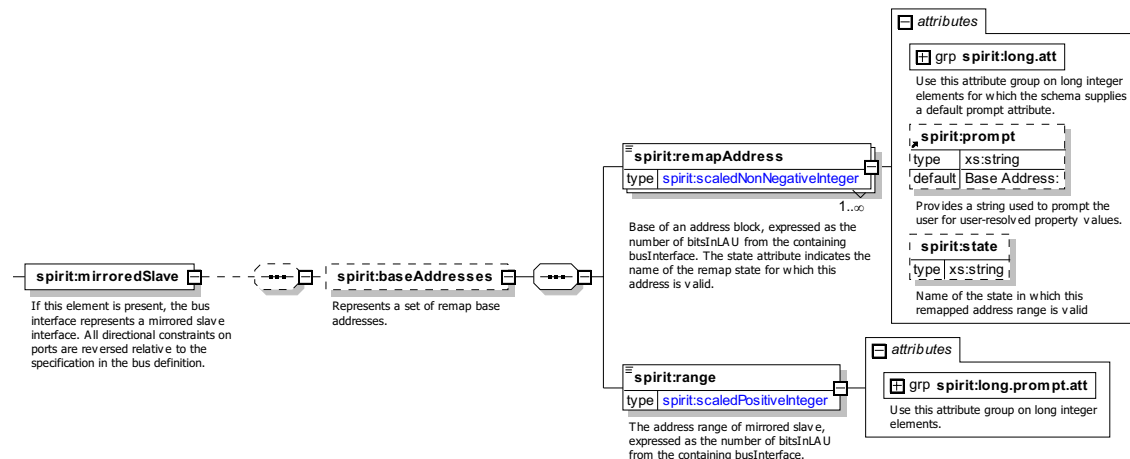 spirit:mirroredSlave
If this element is present, the bus
interface represents a mirrored slave
interface. All directional constraints on
ports are reversed relative to the
specification in the bus definition.
spirit:baseAddresses
Represents a set of remap base
addresses.
spirit:remapAddress
type spirit:scaledNonNegativeInteger
1..∞
Base of an address block, expressed as the
number of bitsInLAU from the containing
busInterface. The state attribute indicates the
name of the remap state for which this
address is valid.
attributes
grp spirit:long.att
Use this attribute group on long integer
elements for which the schema supplies
a default prompt attribute.
spirit:prompt
type xs:string
default Base Address:
Provides a string used to prompt the
user for user-resolved property values.
spirit:state
type xs:string
Name of the state in which this
remapped address range is valid
spirit:range
type spirit:scaledPositiveInteger
The address range of mirrored slave,
expressed as the number of bitsInLAU
from the containing busInterface.
attributes
grp spirit:long.prompt.att
Use this attribute group on long integer
elements.